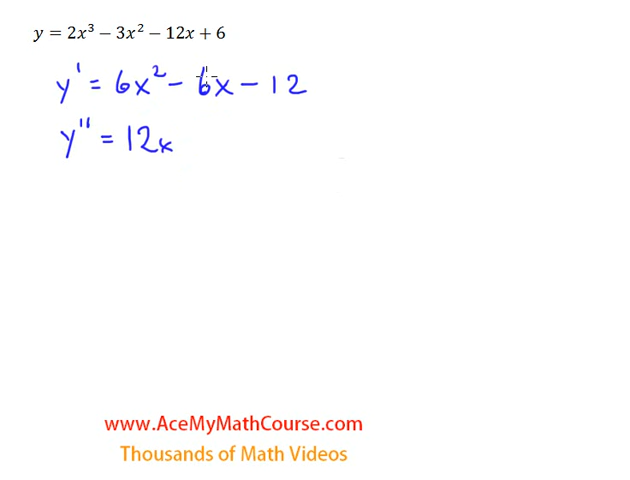 y = 2x³ − 3x² − 12x + 6
y' = 6x² − 6x − 12
y'' = 12x
www.AceMyMathCourse.com
Thousands of Math Videos